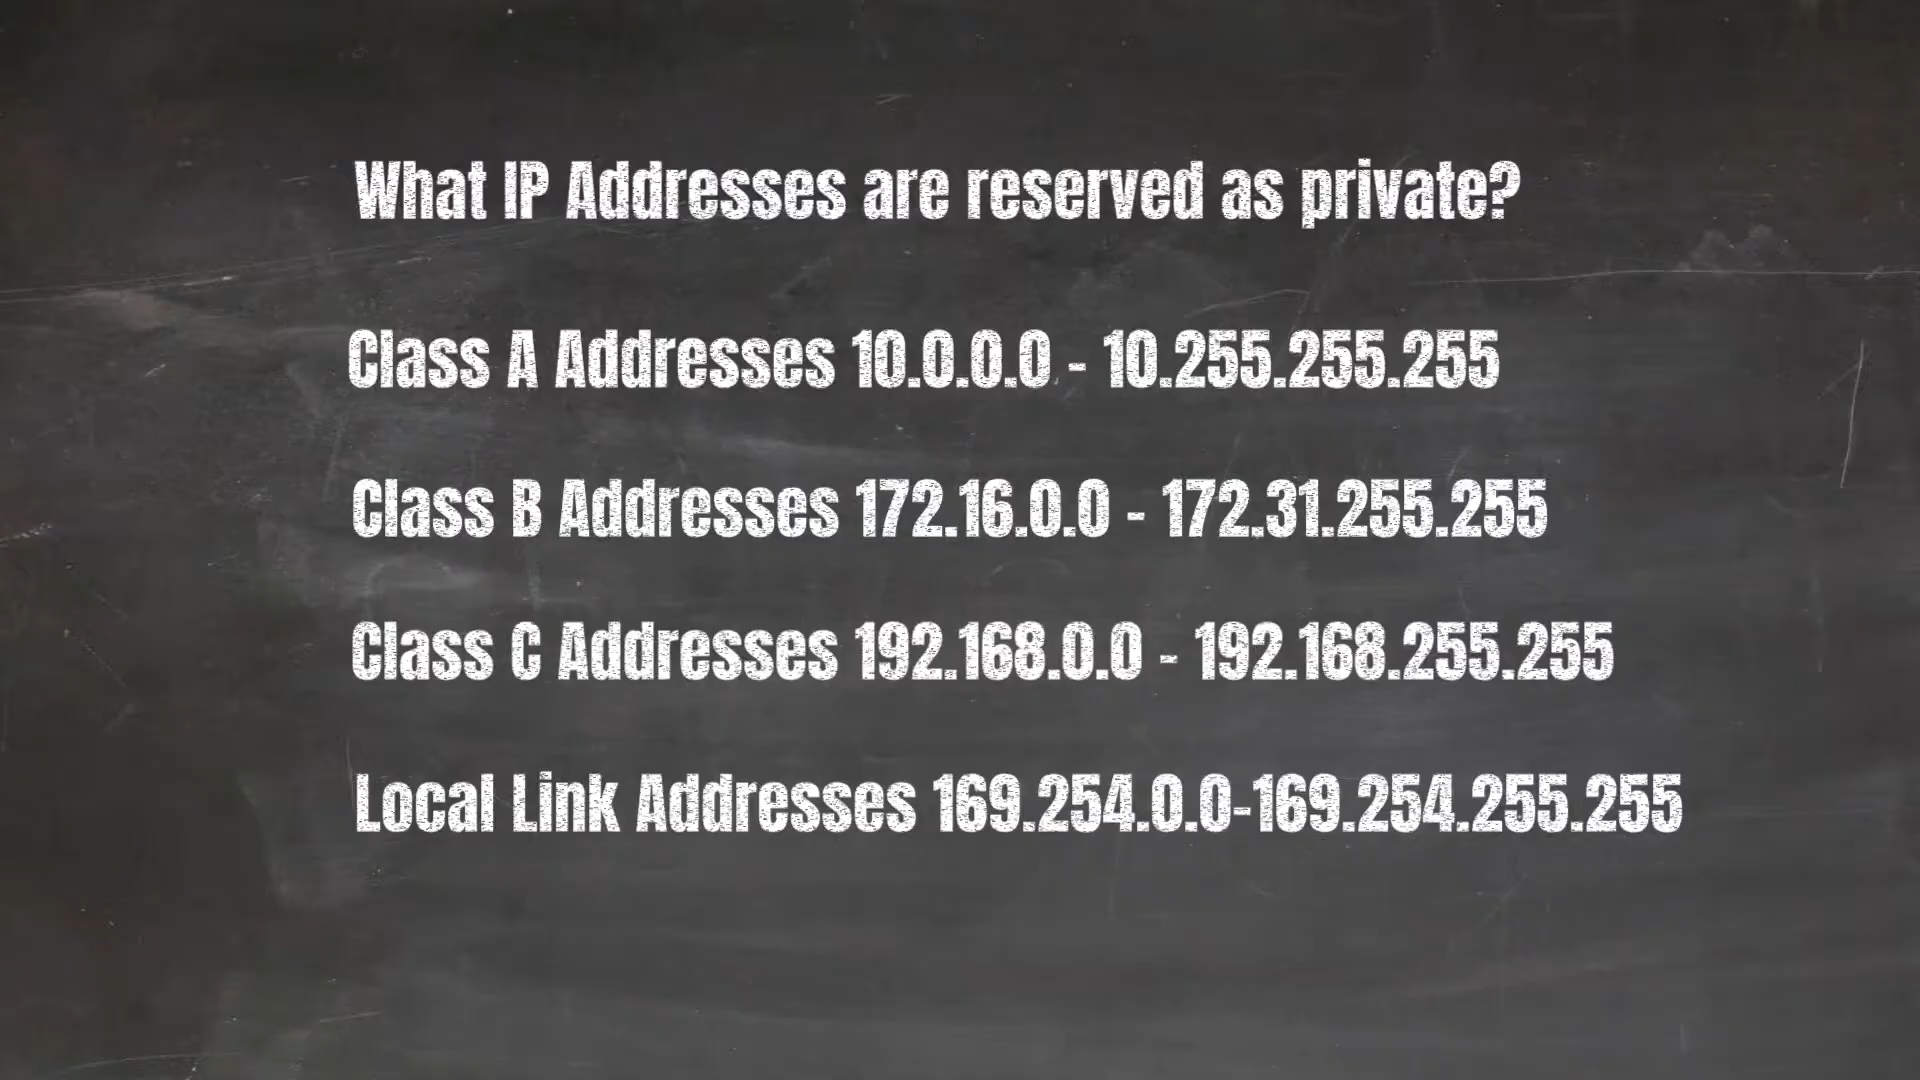 What IP Addresses are reserved as private?
Class A Addresses 10.0.0.0 - 10.255.255.255
Class B Addresses 172.16.0.0 - 172.31.255.255
Class C Addresses 192.168.0.0 - 192.168.255.255
Local Link Addresses 169.254.0.0-169.254.255.255